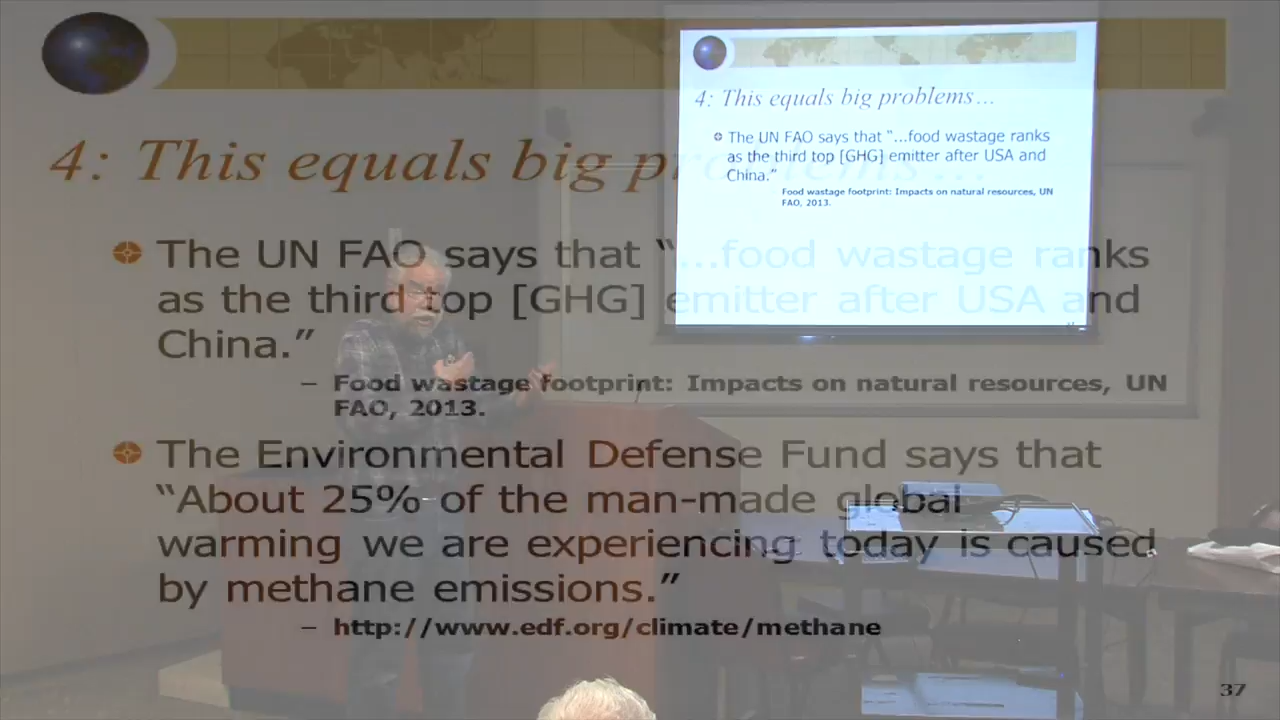 4: This equals big problems…
The UN FAO says that “…food wastage ranks
as the third top [GHG] emitter after USA and
China.”
– Food wastage footprint: Impacts on natural resources, UN
FAO, 2013.
The Environmental Defense Fund says that
“About 25% of the man-made global
warming we are experiencing today is caused
by methane emissions.”
– http://www.edf.org/climate/methane
37
4: This equals big problems…
The UN FAO says that “…food wastage ranks
as the third top [GHG] emitter after USA and
China.”
Food wastage footprint: Impacts on natural resources, UN
FAO, 2013.